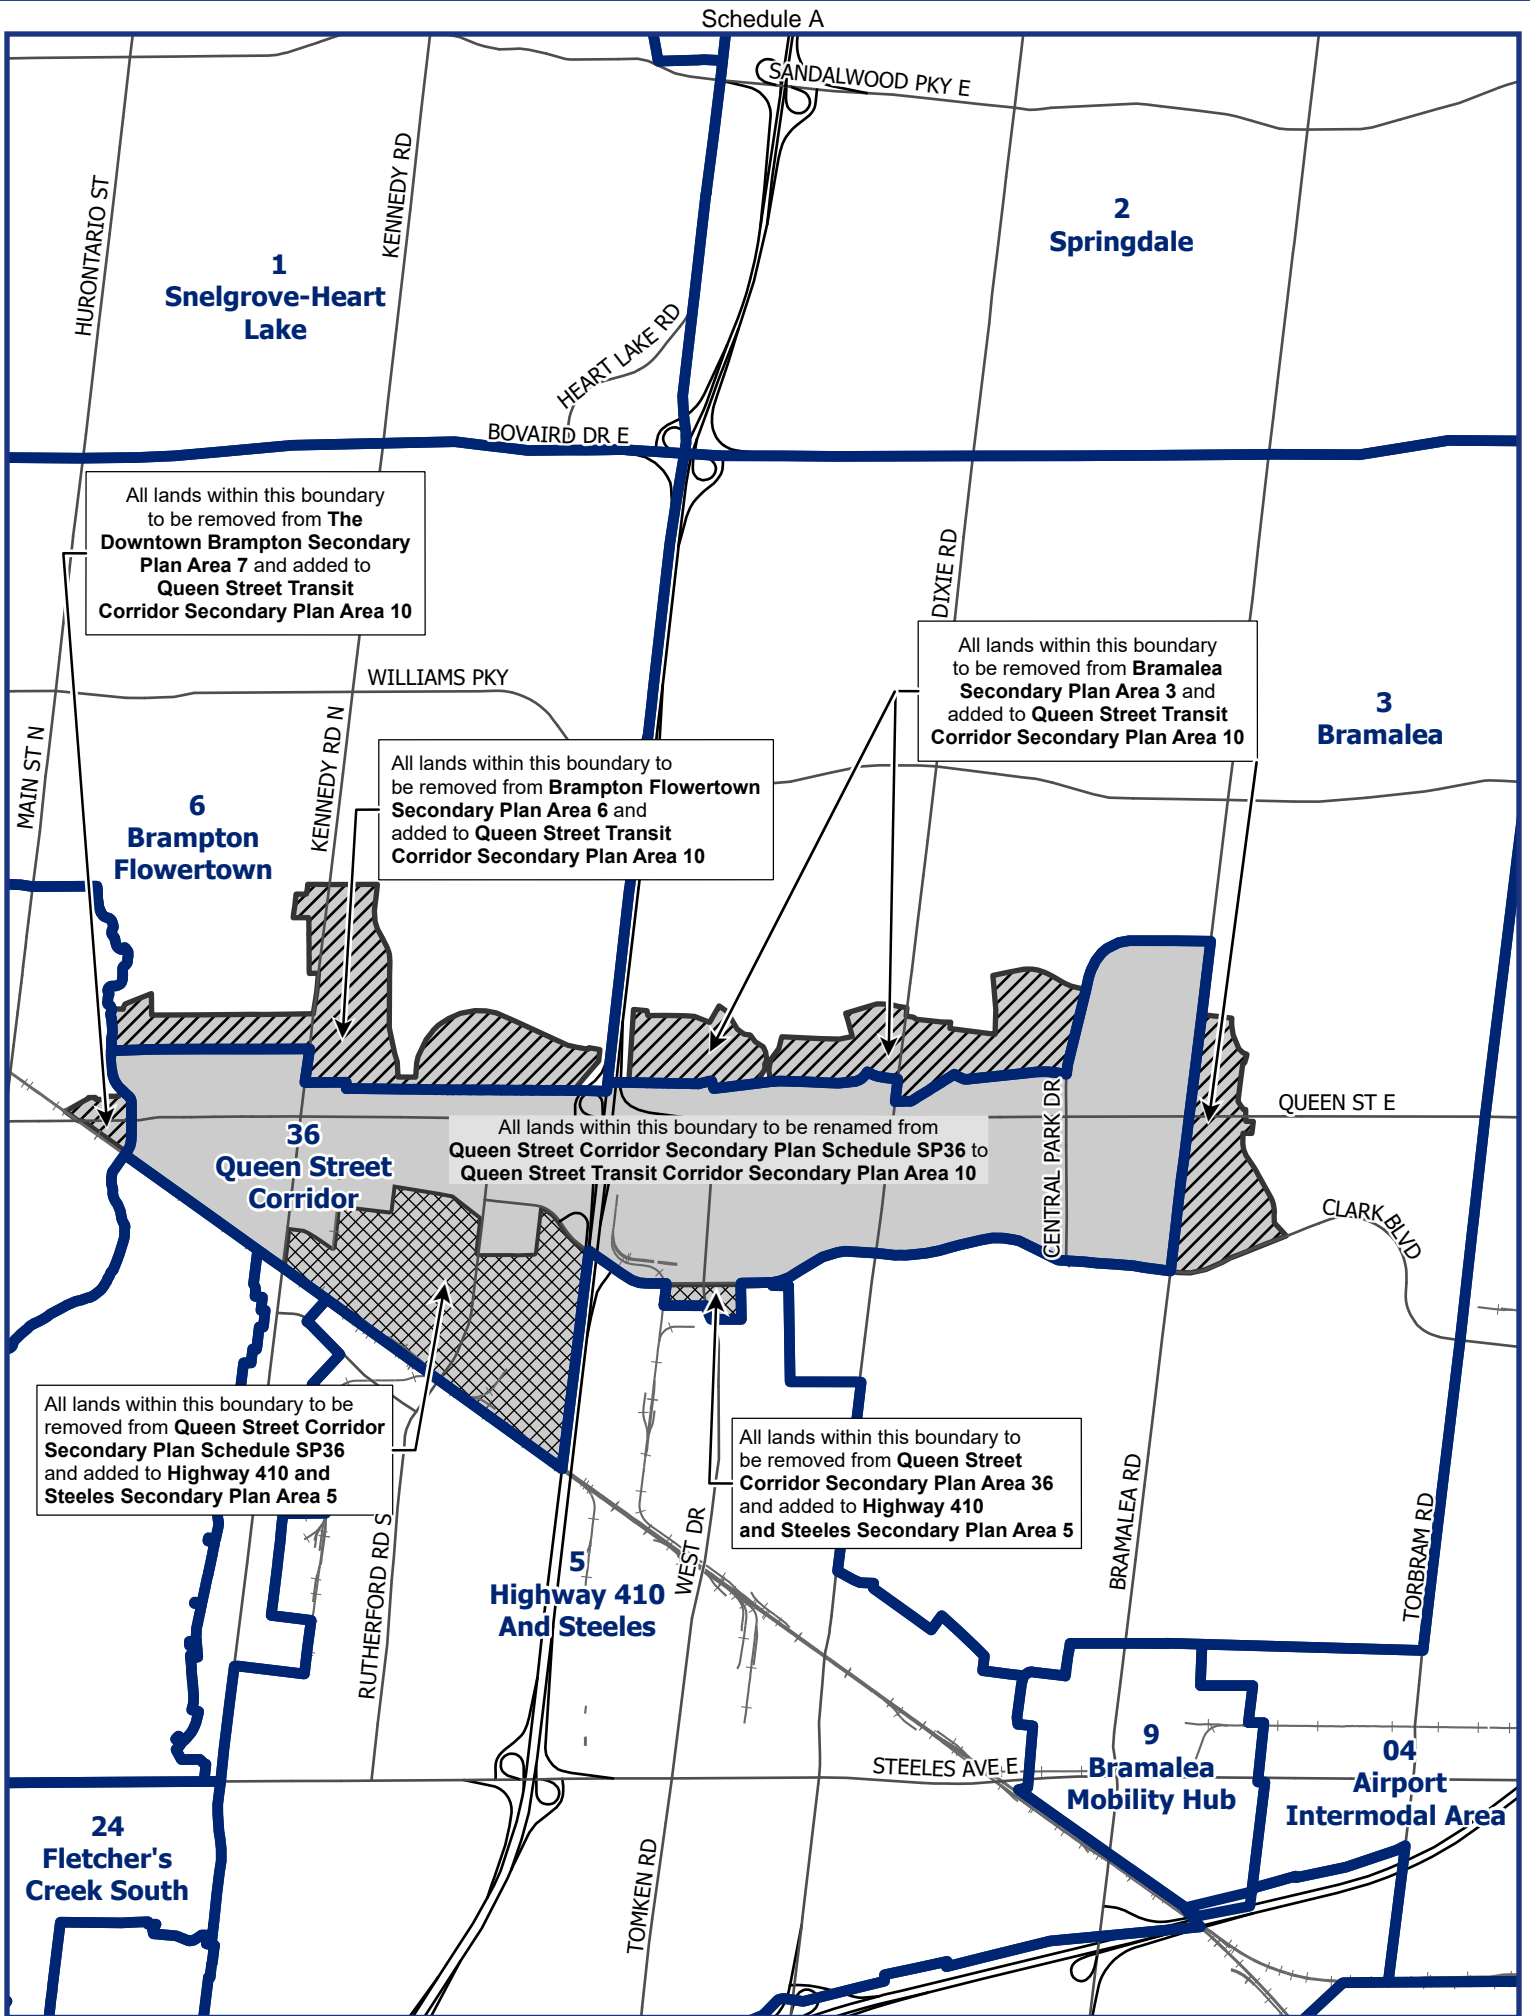 Schedule A
SANDALWOOD PKY E
HURONTARIO ST
KENNEDY RD
1
Snelgrove-Heart
Lake
2
Springdale
HEART LAKE RD
BOVAIRD DR E
All lands within this boundary
to be removed from The
Downtown Brampton Secondary
Plan Area 7 and added to
Queen Street Transit
Corridor Secondary Plan Area 10
DIXIE RD
All lands within this boundary
to be removed from Bramalea
Secondary Plan Area 3 and
added to Queen Street Transit
Corridor Secondary Plan Area 10
WILLIAMS PKY
3
Bramalea
MAIN ST N
KENNEDY RD N
All lands within this boundary to
be removed from Brampton Flowertown
Secondary Plan Area 6 and
added to Queen Street Transit
Corridor Secondary Plan Area 10
6
Brampton
Flowertown
QUEEN ST E
36
Queen Street
Corridor
All lands within this boundary to be renamed from
Queen Street Corridor Secondary Plan Schedule SP36 to
Queen Street Transit Corridor Secondary Plan Area 10
CENTRAL PARK DR
CLARK BLVD
All lands within this boundary to be
removed from Queen Street Corridor
Secondary Plan Schedule SP36
and added to Highway 410 and
Steeles Secondary Plan Area 5
All lands within this boundary to
be removed from Queen Street
Corridor Secondary Plan Area 36
and added to Highway 410
and Steeles Secondary Plan Area 5
RUTHERFORD RD S
5
Highway 410
And Steeles
WEST DR
BRAMALEA RD
TORBRAM RD
STEELES AVE E
9
Bramalea
Mobility Hub
04
Airport
Intermodal Area
24
Fletcher's
Creek South
TOMKEN RD